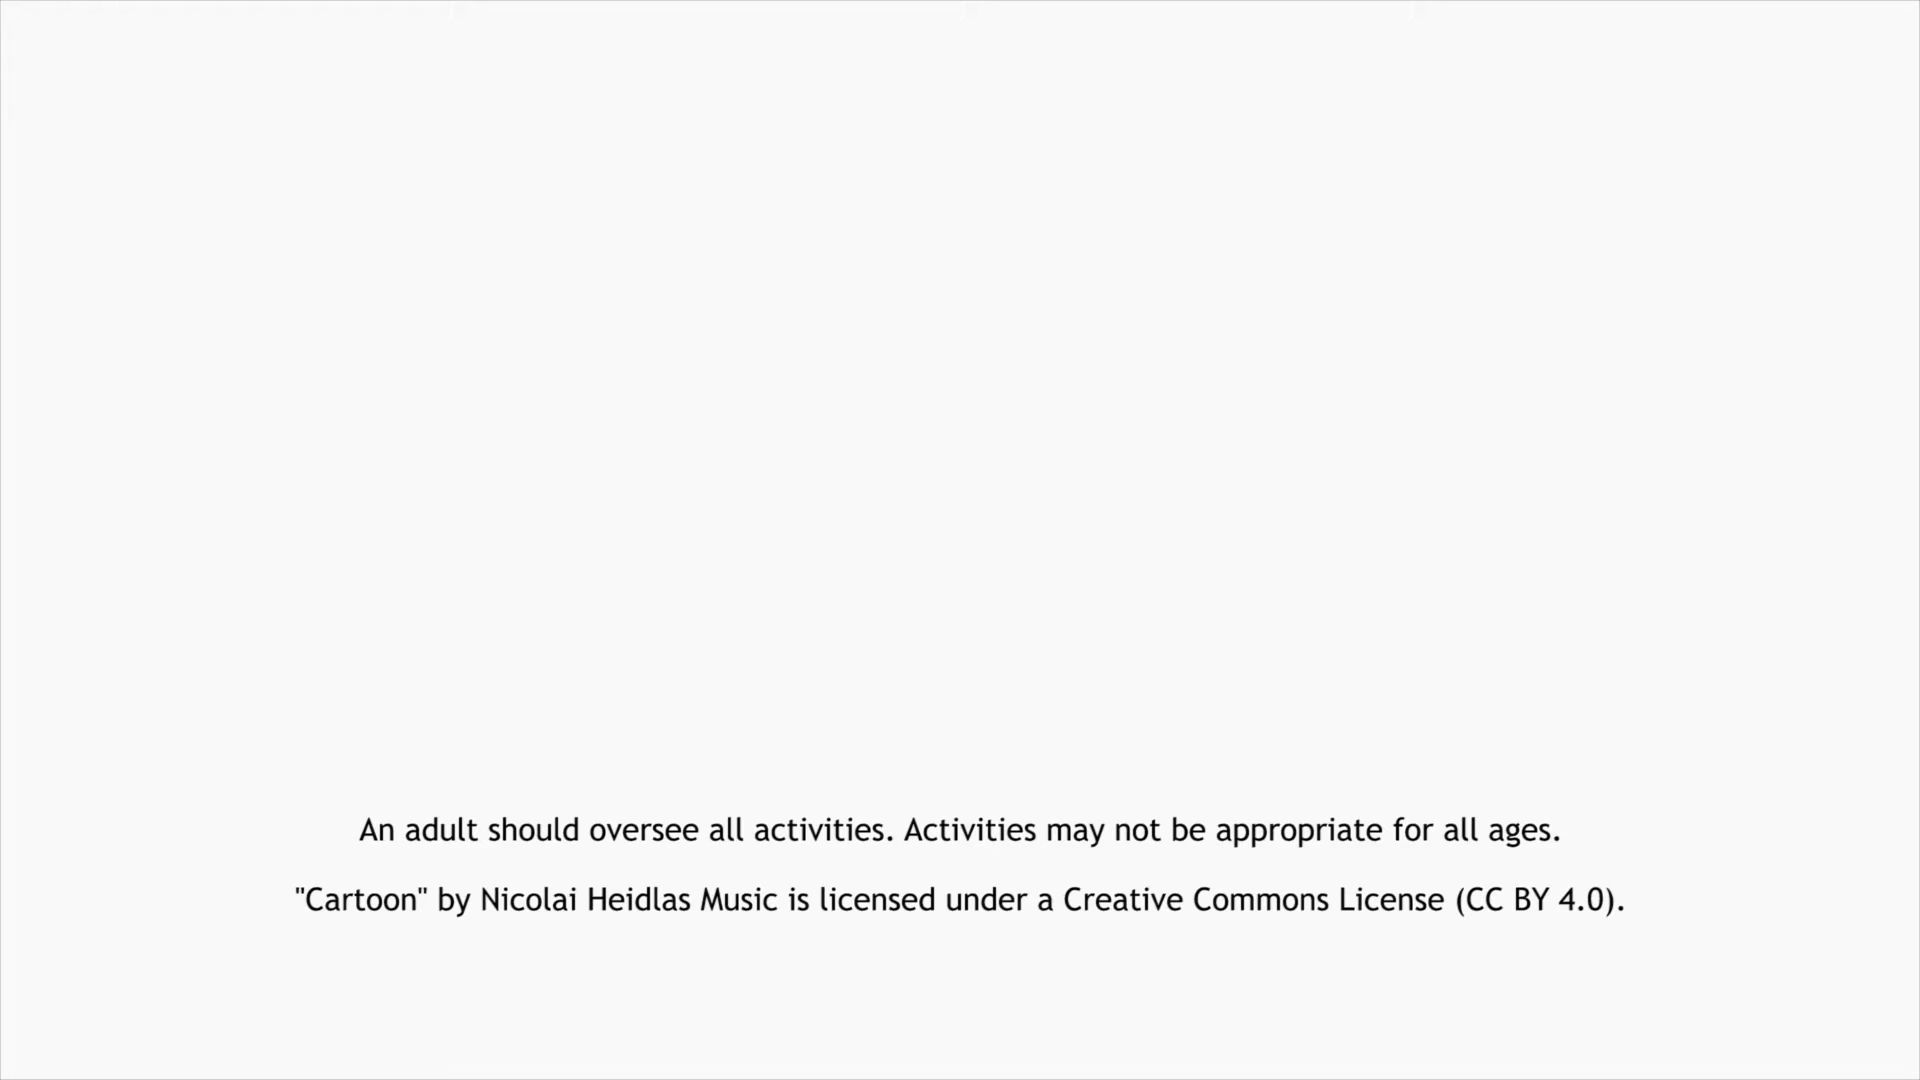 An adult should oversee all activities. Activities may not be appropriate for all ages.
"Cartoon" by Nicolai Heidlas Music is licensed under a Creative Commons License (CC BY 4.0).